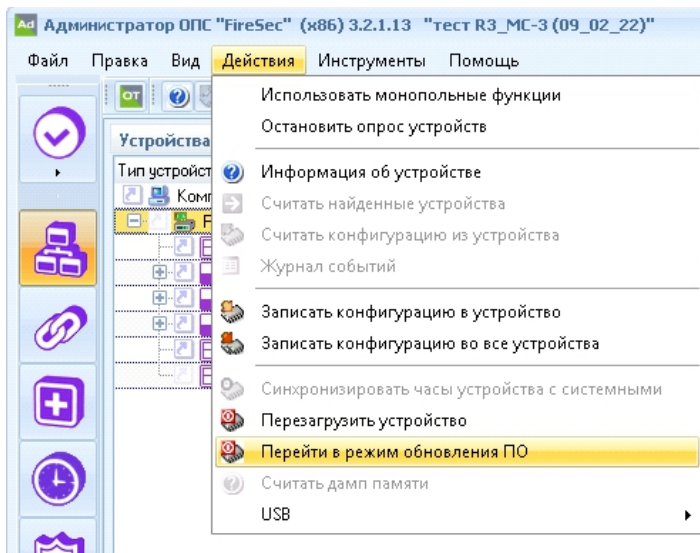 Ad Администратор ОПС "FireSec" (x86) 3.2.1.13 "тест R3_МС-3 (09_02_22)"
Файл Правка Вид Действия Инструменты Помощь
ОТ
Использовать монопольные функции
Остановить опрос устройств
Устройства
Тип устройст
Информация об устройстве
Считать найденные устройства
Считать конфигурацию из устройства
Журнал событий
Записать конфигурацию в устройство
Записать конфигурацию во все устройства
Синхронизировать часы устройства с системными
Перезагрузить устройство
Перейти в режим обновления ПО
Считать дамп памяти
USB